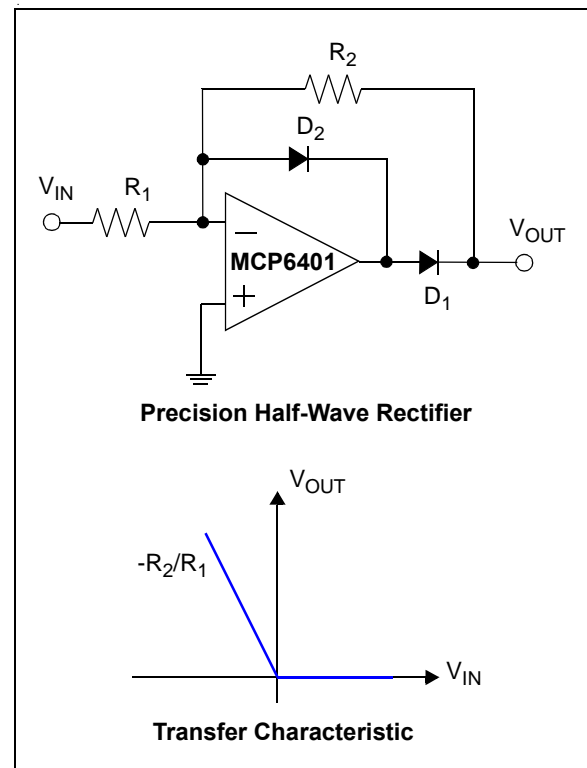 R2
D2
VIN
R1
VOUT
−
MCP6401
+
D1
Precision Half-Wave Rectifier
VOUT
-R2/R1
VIN
Transfer Characteristic